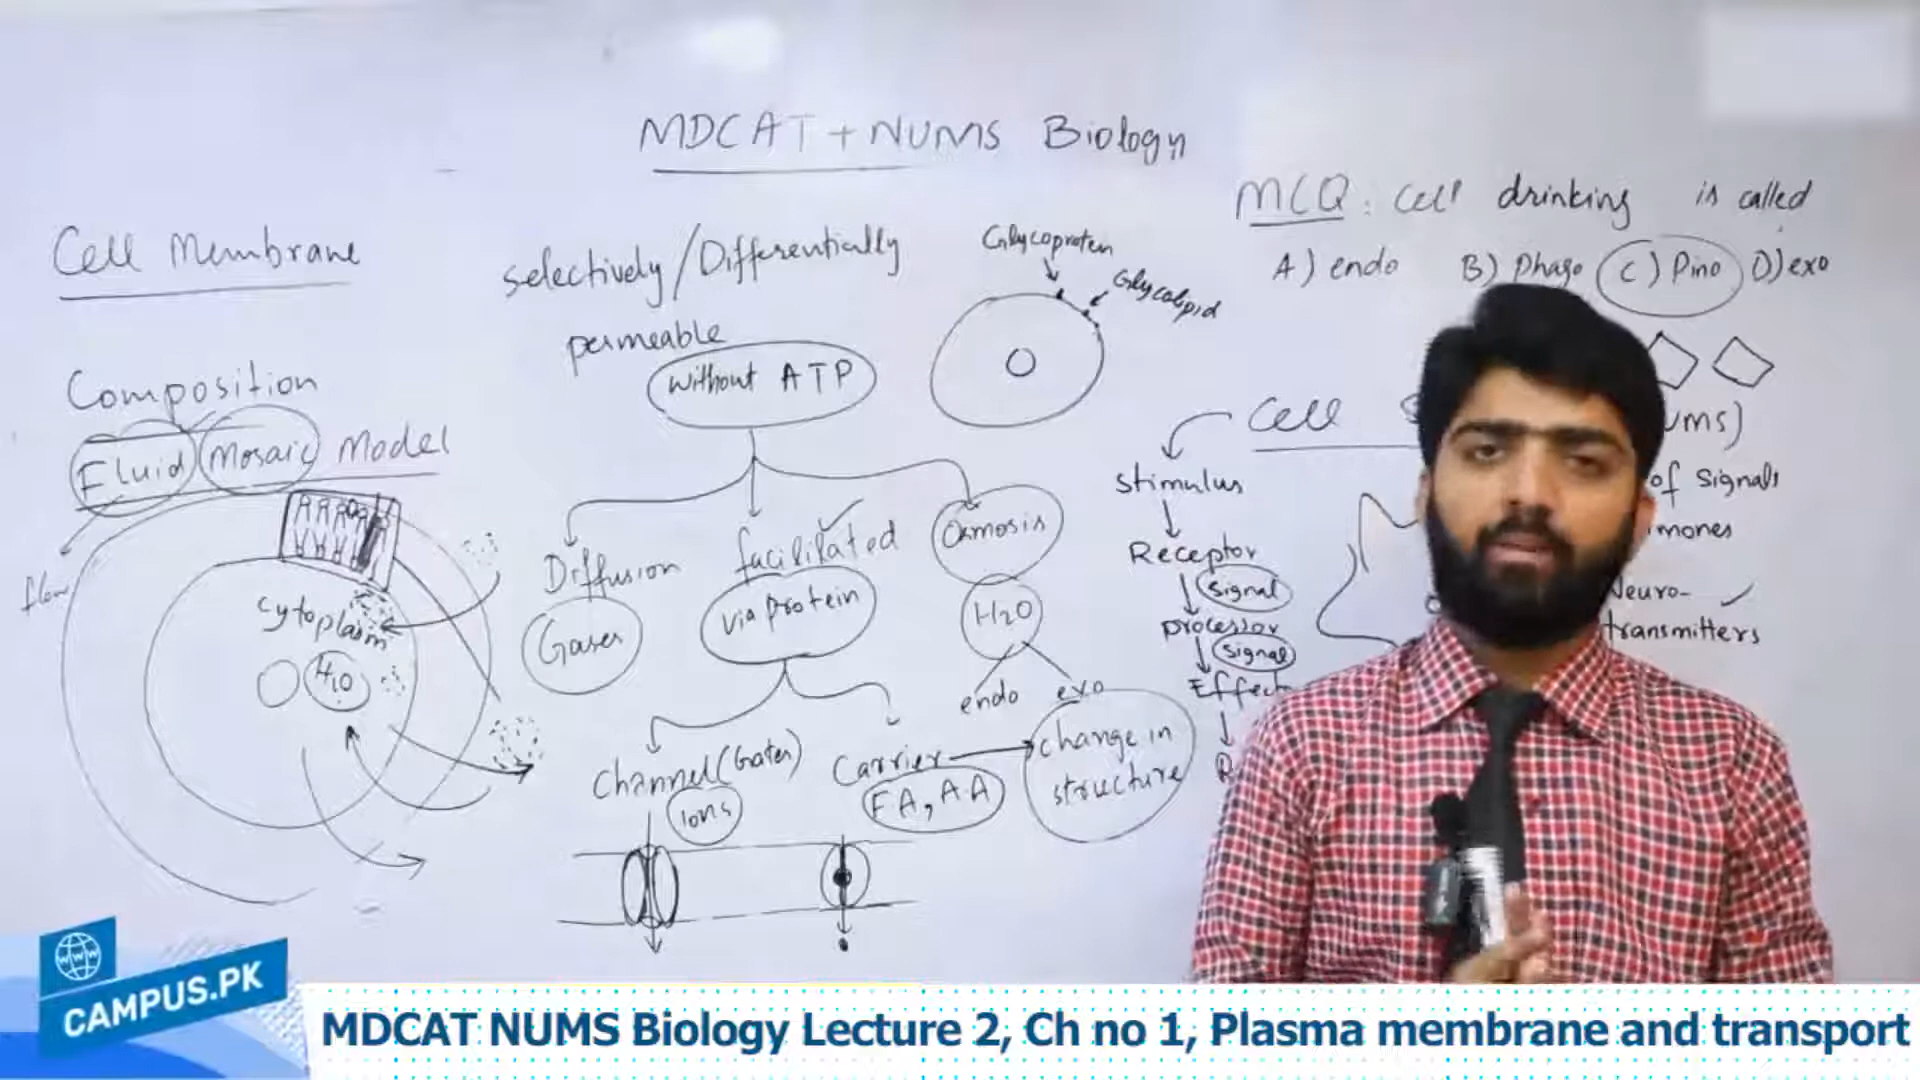 MDCAT + NUMS Biology
Cell Membrane
Composition
Fluid Mosaic Model
flow
cytoplasm
H2O
selectively/Differentially
permeable
without ATP
Glycoprotein
Glycolipid
Diffusion
Gases
facilitated
via protein
Osmosis
H2O
endo exo
Channel (Gates)
ions
Carrier
FA, AA
change in
structure
MCQ: Cell drinking is called
A) endo B) Phago C) Pino D) exo
Cell
Stimulus
Receptor
Signal
processor
Signal
of Signals
transmitters
WWW
CAMPUS.PK
MDCAT NUMS Biology Lecture 2, Ch no 1, Plasma membrane and transport